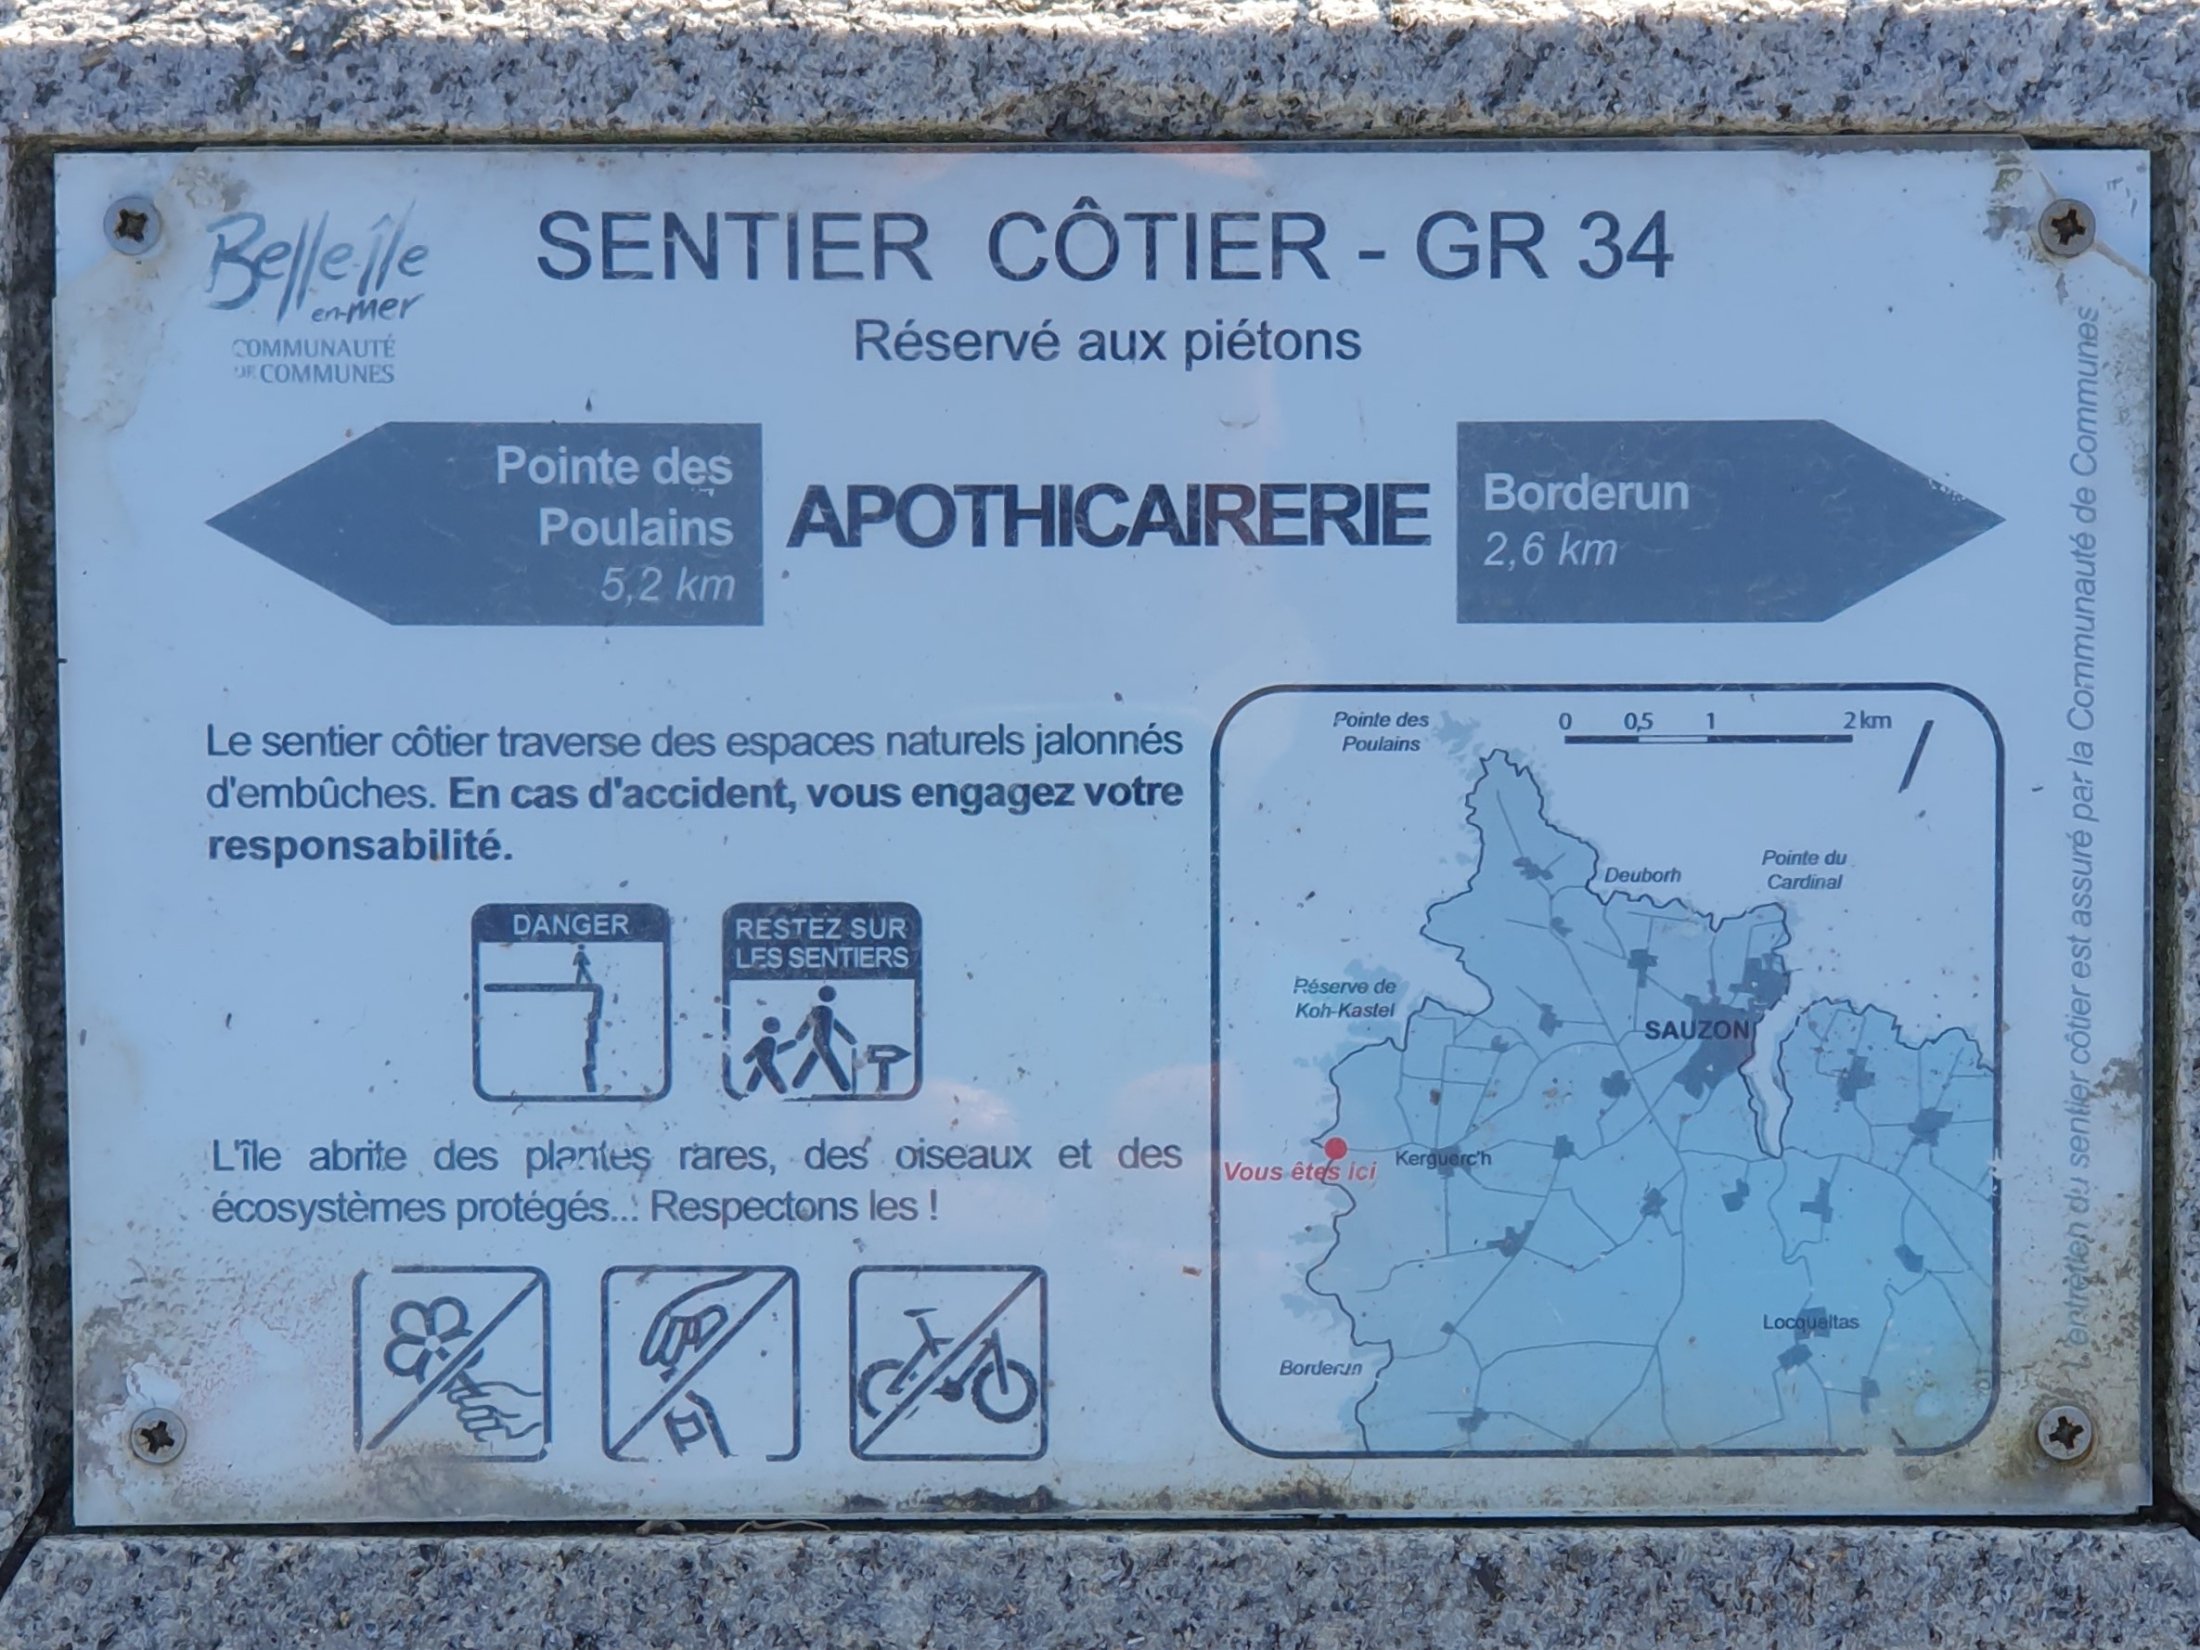 Belle-île
en-mer
COMMUNAUTÉ
DE COMMUNES
SENTIER CÔTIER - GR 34
Réservé aux piétons
Pointe des
Poulains
5,2 km
APOTHICAIRERIE
Borderun
2,6 km
Le sentier côtier traverse des espaces naturels jalonnés
d'embûches. En cas d'accident, vous engagez votre
responsabilité.
DANGER
RESTEZ SUR
LES SENTIERS
L'île abrite des plantes rares, des oiseaux et des
écosystèmes protégés... Respectons les !
Pointe des
Poulains
0 0,5 1 2 km
Deuborh
Pointe du
Cardinal
Réserve de
Koh-Kastel
SAUZON
Vous êtes ici
Kerguerc'h
Locqueltas
Borderun
L'entretien du sentier côtier est assuré par la Communauté de Communes